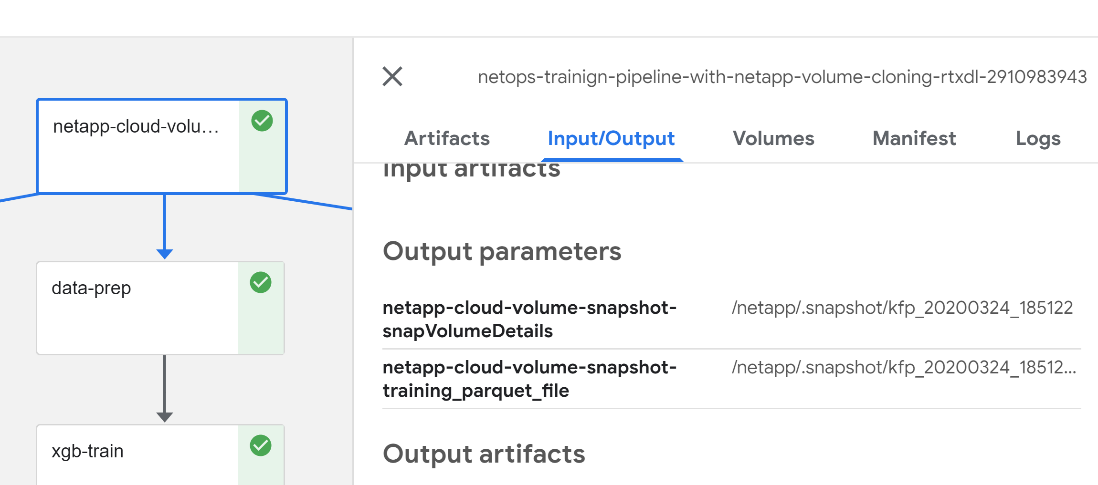 netops-trainign-pipeline-with-netapp-volume-cloning-rtxdl-2910983943
netapp-cloud-volu...
Artifacts
Input/Output
Volumes
Manifest
Logs
Input artifacts
Output parameters
data-prep
netapp-cloud-volume-snapshot-
snapVolumeDetails
/netapp/.snapshot/kfp_20200324_185122
netapp-cloud-volume-snapshot-
training_parquet_file
/netapp/.snapshot/kfp_20200324_18512...
xgb-train
Output artifacts